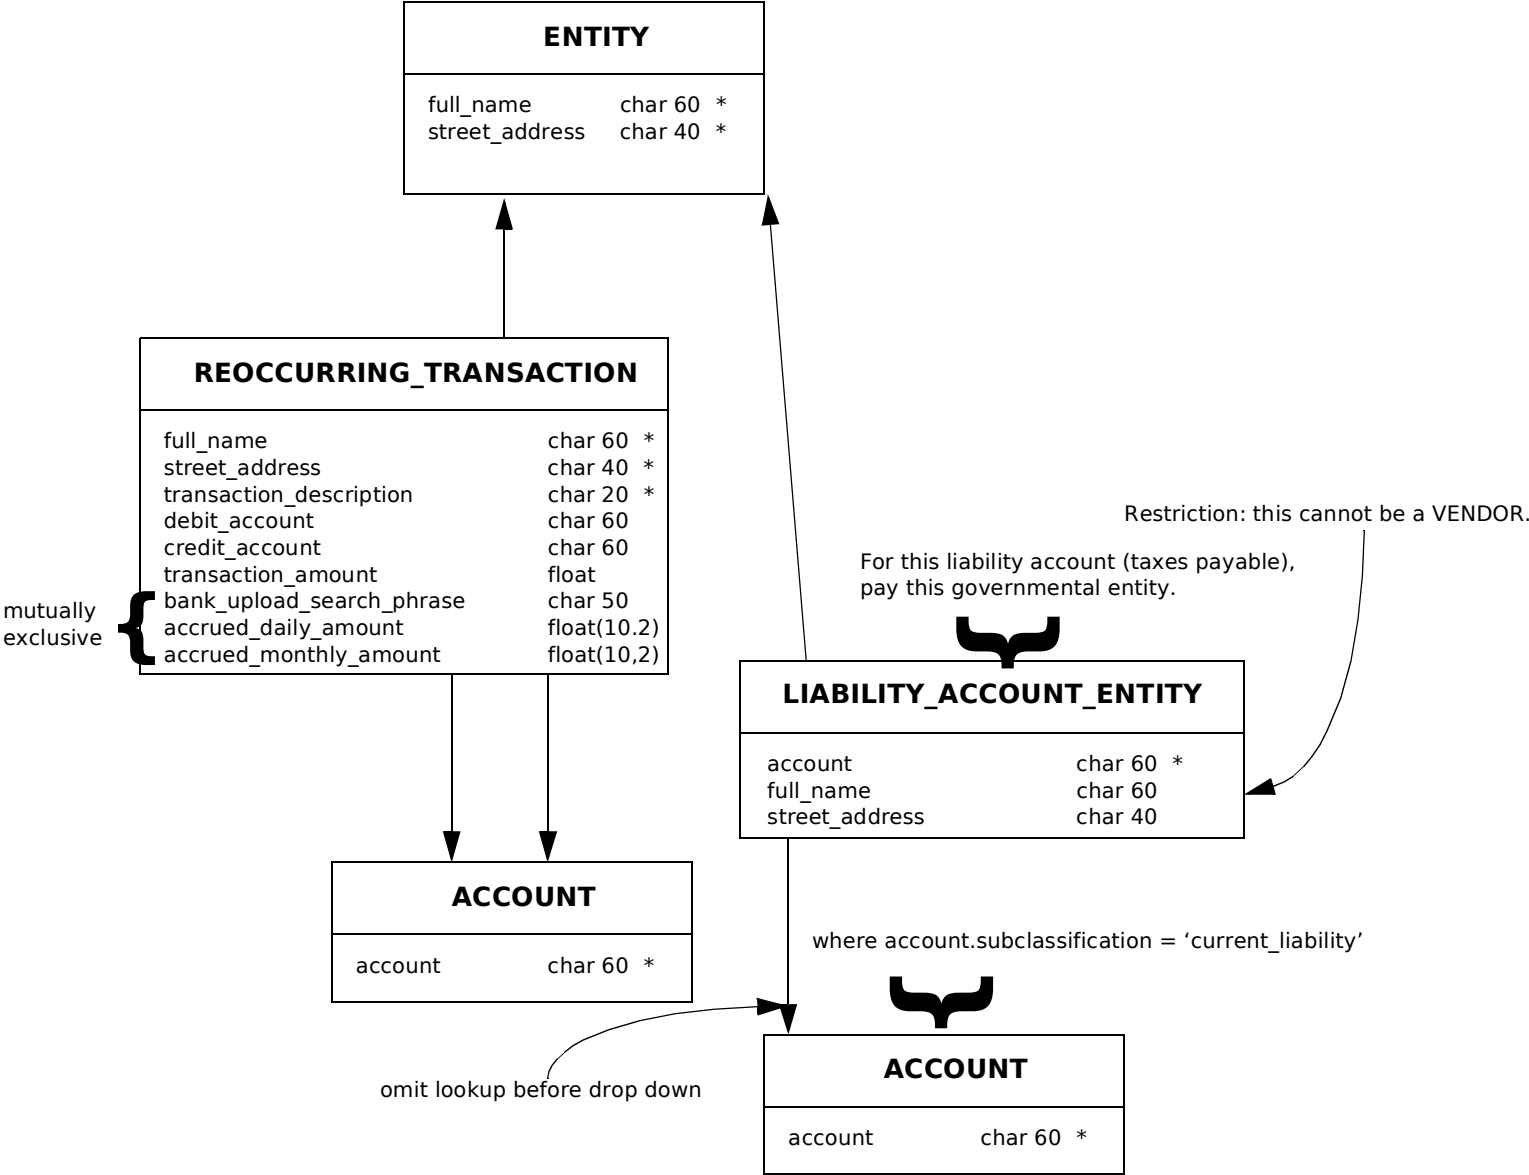 ENTITY
full_name char 60 *
street_address char 40 *
REOCCURRING_TRANSACTION
full_name char 60 *
street_address char 40 *
transaction_description char 20 *
debit_account char 60
credit_account char 60
transaction_amount float
bank_upload_search_phrase char 50
accrued_daily_amount float(10.2)
accrued_monthly_amount float(10,2)
mutually
exclusive
Restriction: this cannot be a VENDOR.
For this liability account (taxes payable),
pay this governmental entity.
LIABILITY_ACCOUNT_ENTITY
account char 60 *
full_name char 60
street_address char 40
ACCOUNT
account char 60 *
where account.subclassification = ‘current_liability’
omit lookup before drop down
ACCOUNT
account char 60 *